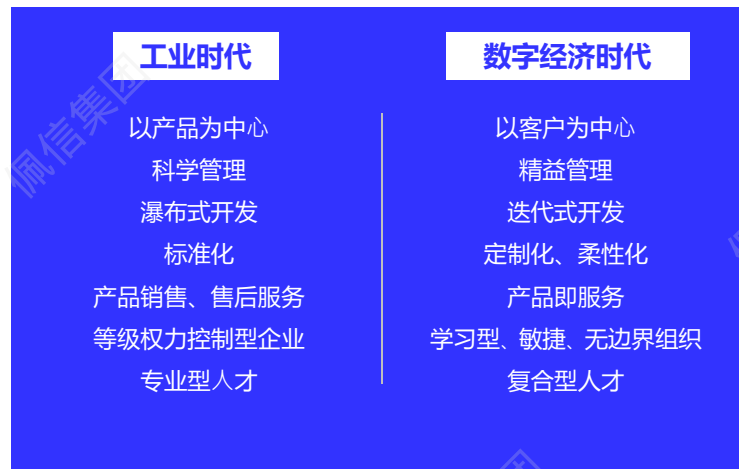 工业时代
以产品为中心
科学管理
瀑布式开发
标准化
产品销售、售后服务
等级权力控制型企业
专业型人才
数字经济时代
以客户为中心
精益管理
迭代式开发
定制化、柔性化
产品即服务
学习型、敏捷、无边界组织
复合型人才
佩信集团